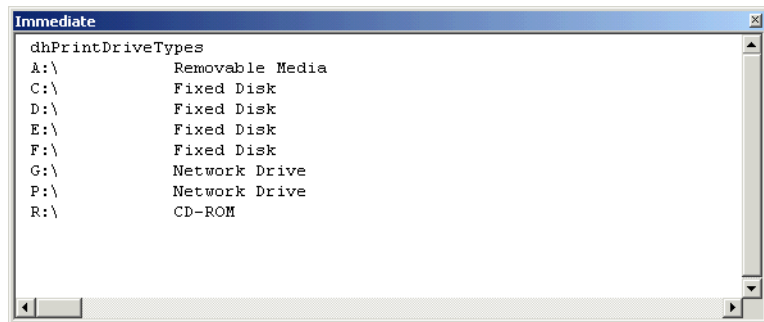 Immediate
dhPrintDriveTypes
A:\ Removable Media
C:\ Fixed Disk
D:\ Fixed Disk
E:\ Fixed Disk
F:\ Fixed Disk
G:\ Network Drive
P:\ Network Drive
R:\ CD-ROM